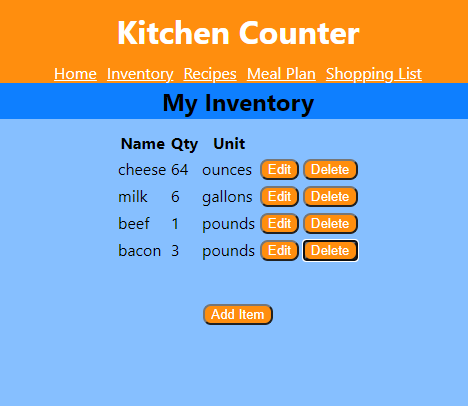 Kitchen Counter
Home Inventory Recipes Meal Plan Shopping List
My Inventory
Name Qty Unit
cheese 64 ounces Edit Delete
milk 6 gallons Edit Delete
beef 1 pounds Edit Delete
bacon 3 pounds Edit Delete
Add Item